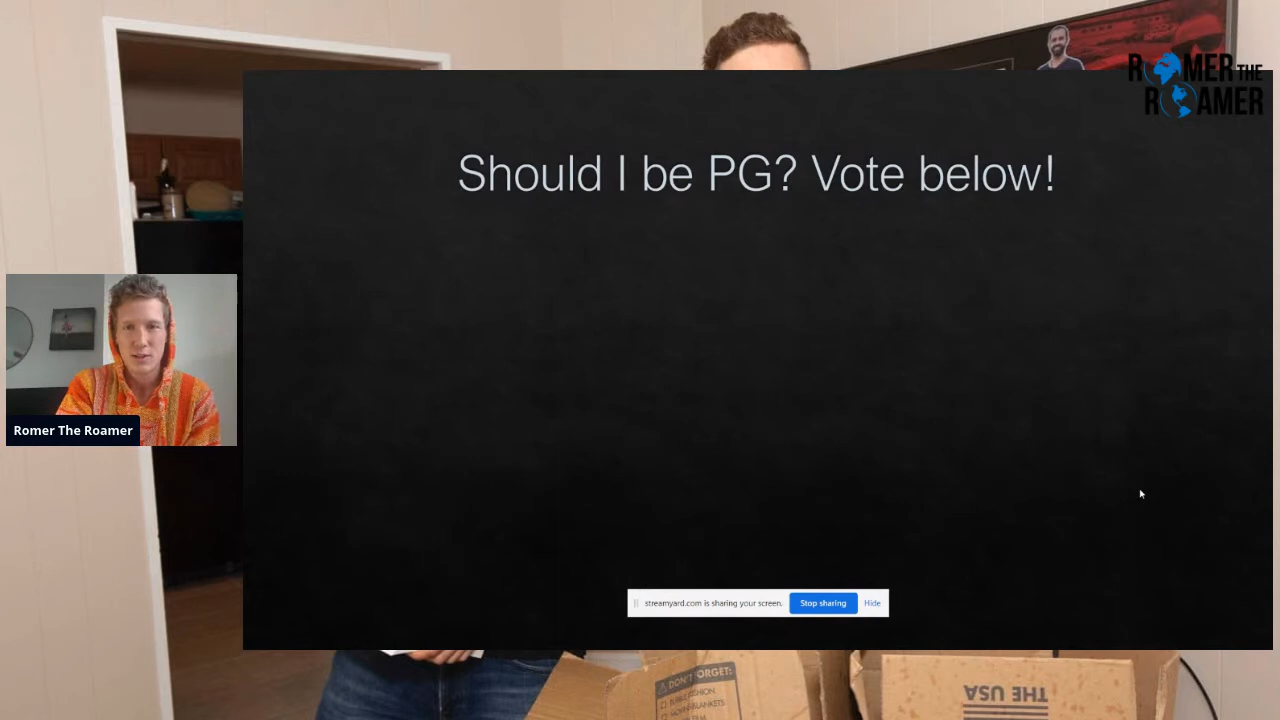 ROMER THE
ROAMER
Should I be PG? Vote below!
Romer The Roamer
streamyard.com is sharing your screen.
Stop sharing
Hide
DON'T FORGET:
BLANKETS
THE USA